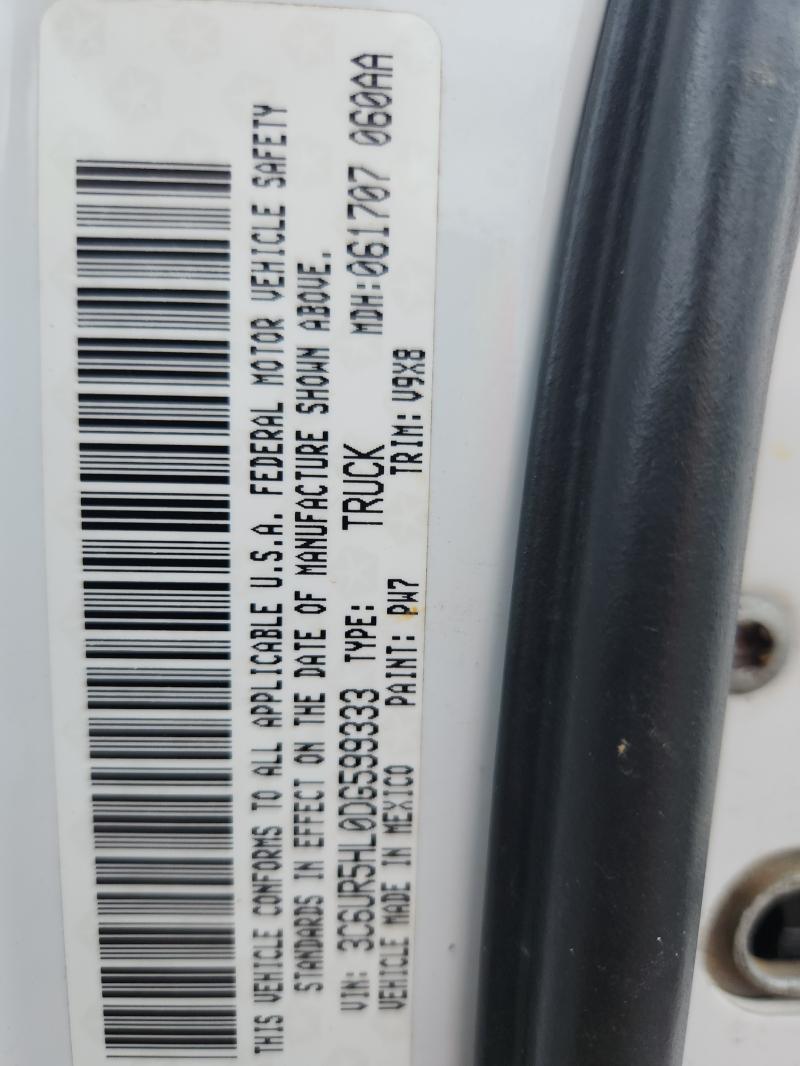 THIS VEHICLE CONFORMS TO ALL APPLICABLE U.S.A. FEDERAL MOTOR VEHICLE SAFETY
STANDARDS IN EFFECT ON THE DATE OF MANUFACTURE SHOWN ABOVE.
VIN: 3C6UR5HL0DG599333 TYPE: TRUCK MDH:061707 060AA
VEHICLE MADE IN MEXICO PAINT: PW7 TRIM: V9X8